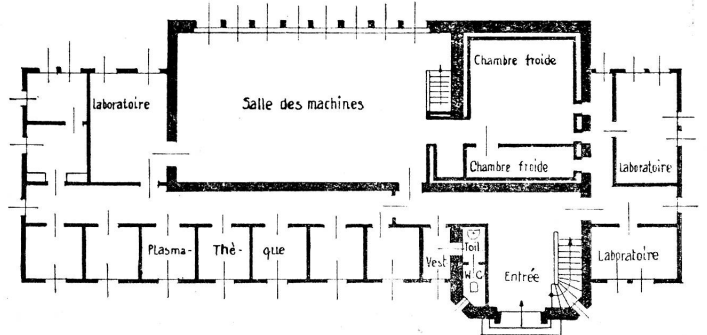 Chambre froide
Laboratoire
Salle des machines
Chambre froide
Laboratoire
Plasma- Thè- que
Toil
Vest
W.C
Entrée
Laboratoire